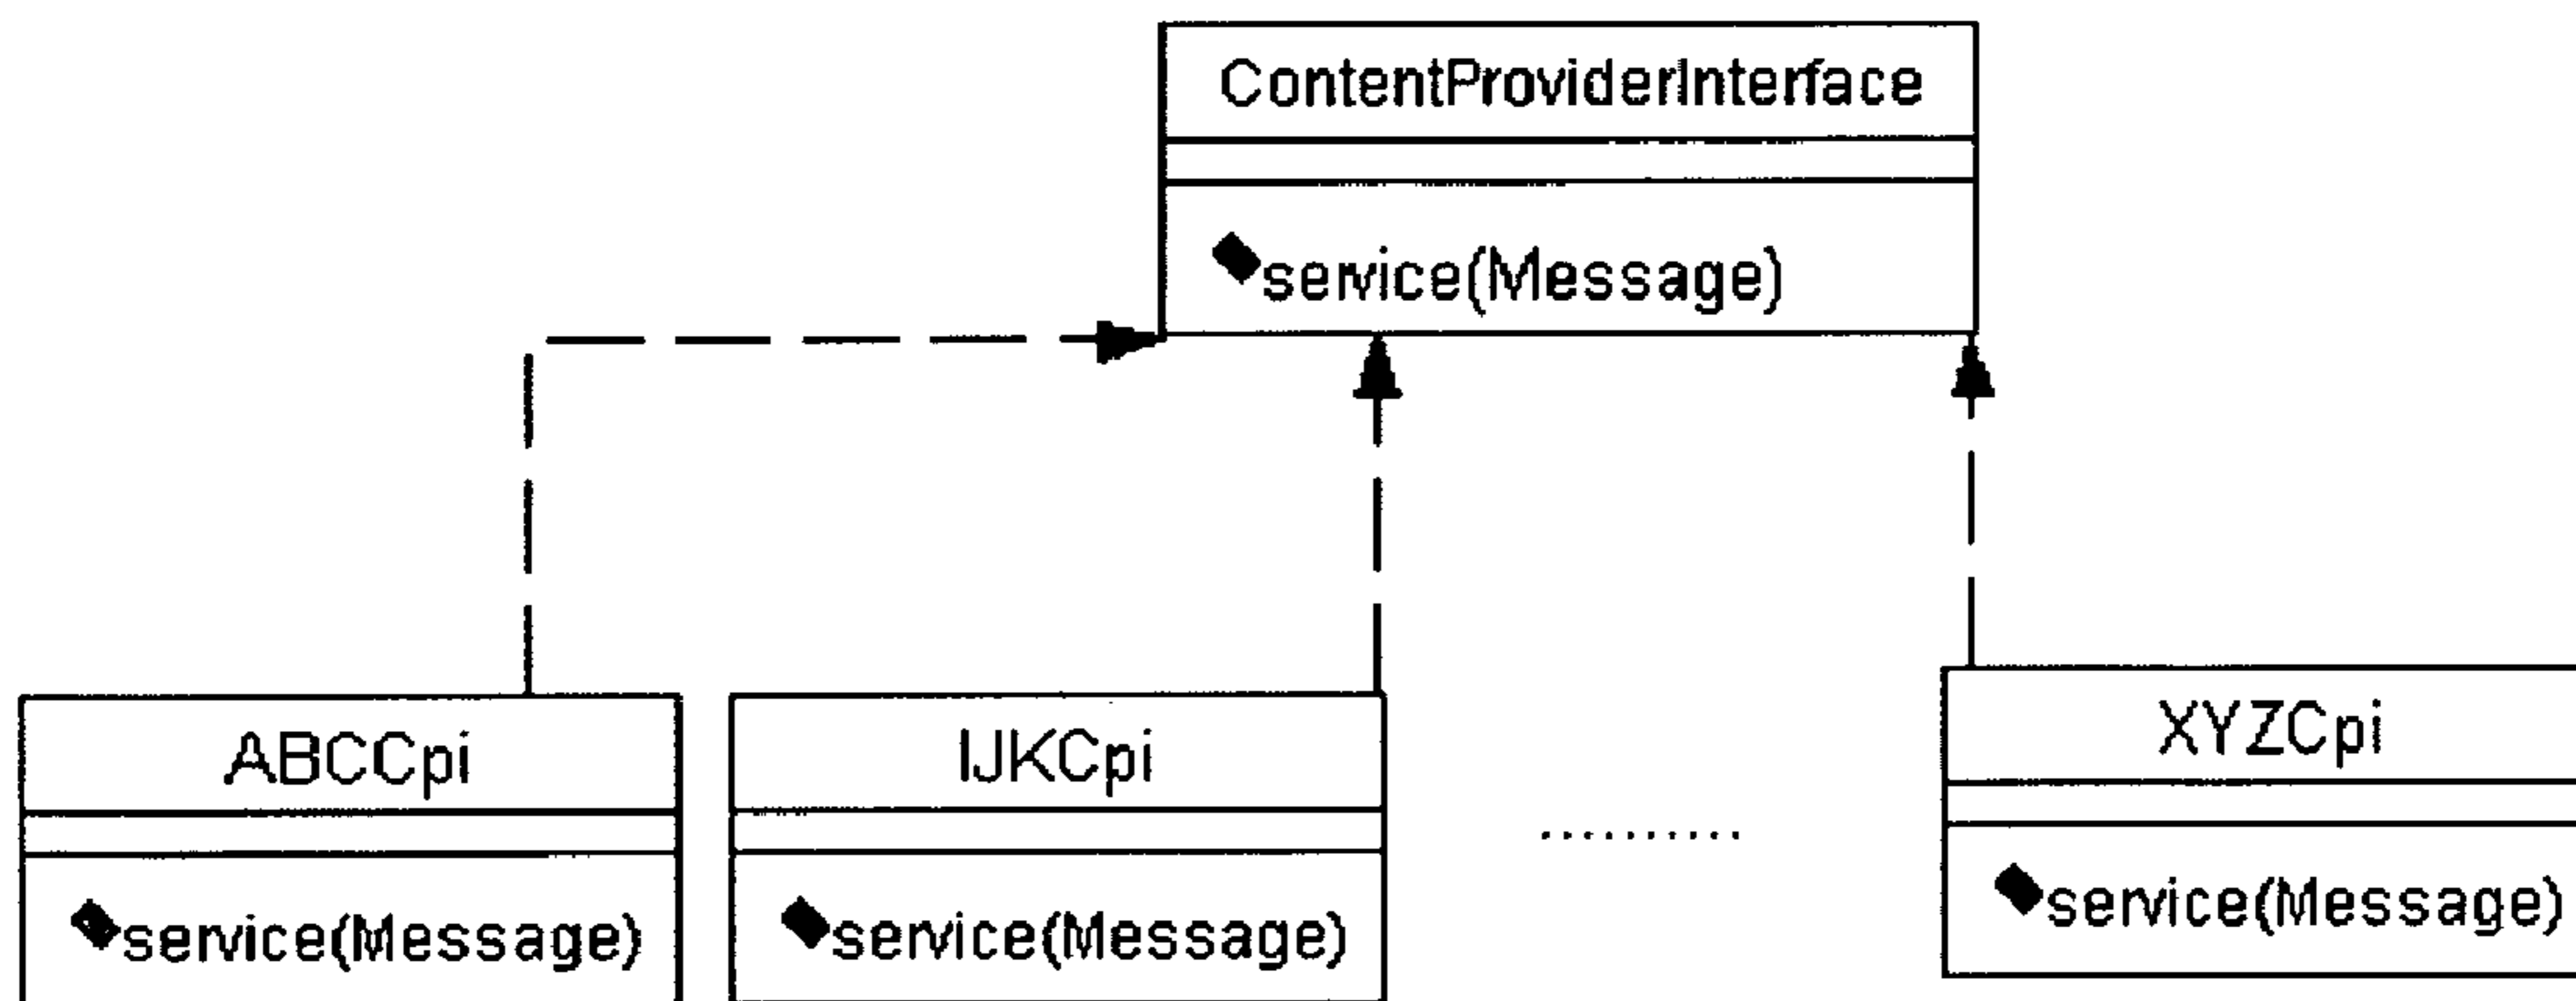 ContentProviderInterface
service(Message)
ABCCpi
service(Message)
IJKCpi
service(Message)
..........
XYZCpi
service(Message)